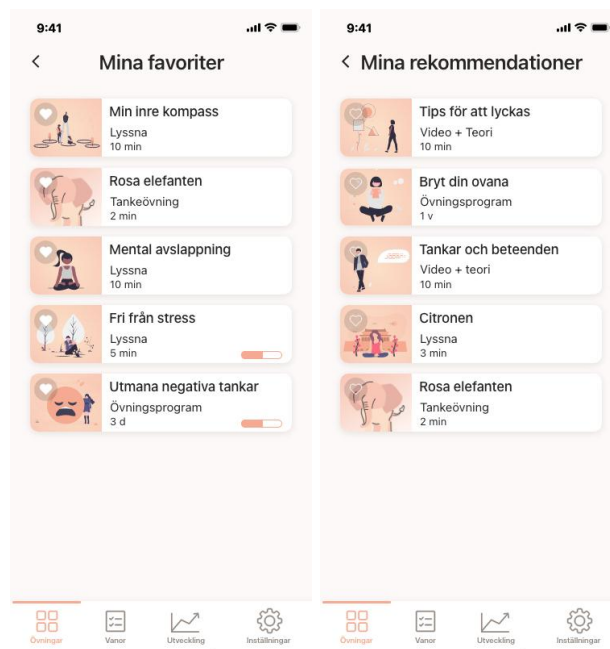 9:41
Mina favoriter
Min inre kompass
Lyssna
10 min
Rosa elefanten
Tankeövning
2 min
Mental avslappning
Lyssna
10 min
Fri från stress
Lyssna
5 min
Utmana negativa tankar
Övningsprogram
3 d
Övningar
Vanor
Utveckling
Inställningar
9:41
Mina rekommendationer
Tips för att lyckas
Video + Teori
10 min
Bryt din ovana
Övningsprogram
1 v
Tankar och beteenden
Video + teori
10 min
Citronen
Lyssna
3 min
Rosa elefanten
Tankeövning
2 min
Övningar
Vanor
Utveckling
Inställningar